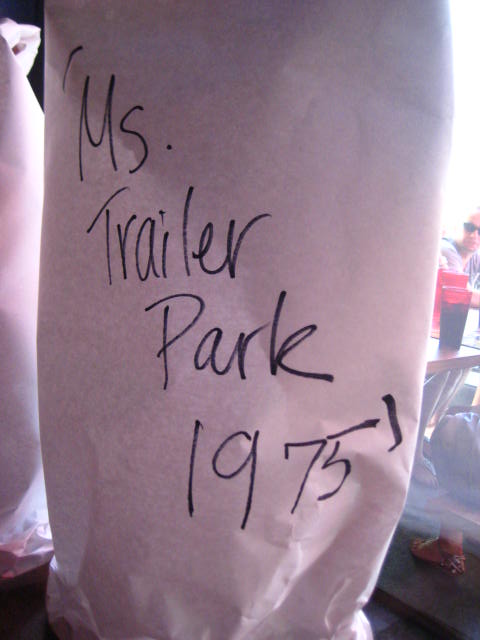 'Ms.
Trailer
Park
1975'